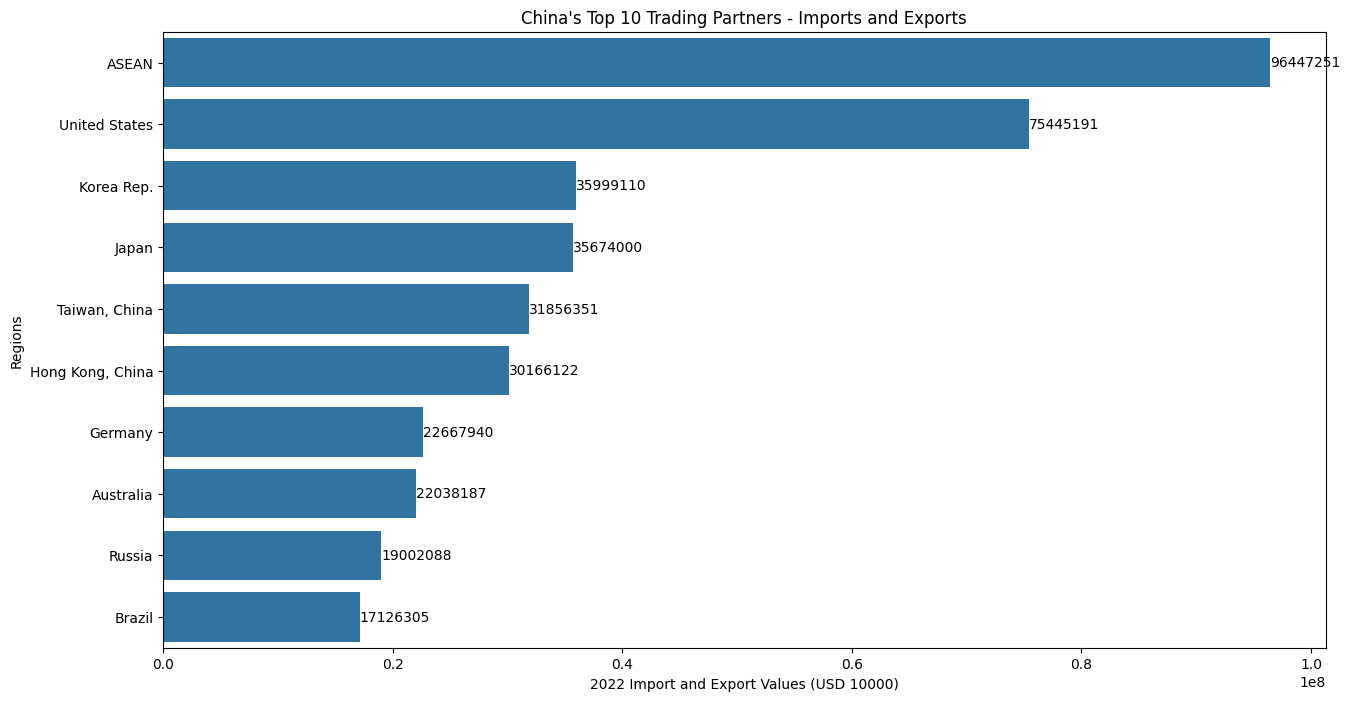 China's Top 10 Trading Partners - Imports and Exports
ASEAN 96447251
United States 75445191
Korea Rep. 35999110
Japan 35674000
Taiwan, China 31856351
Hong Kong, China 30166122
Germany 22667940
Australia 22038187
Russia 19002088
Brazil 17126305
Regions
0.0 0.2 0.4 0.6 0.8 1.0
1e8
2022 Import and Export Values (USD 10000)